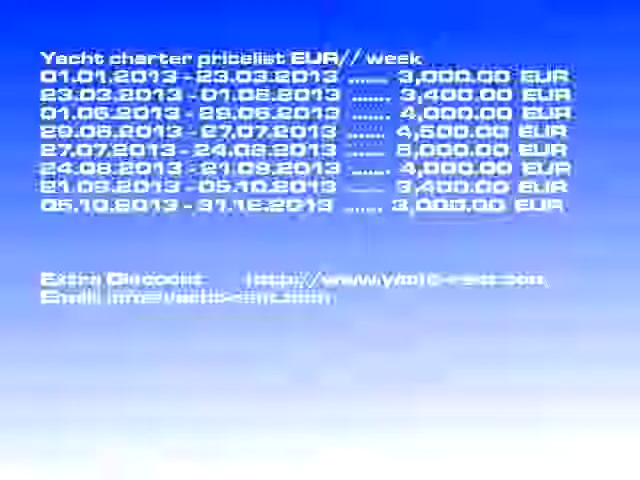 Yacht charter pricelist EUR// week
01.01.2013 - 23.03.2013 ...... 3,000.00 EUR
23.03.2013 - 01.06.2013 ....... 3,400.00 EUR
01.06.2013 - 29.06.2013 ...... 4,000.00 EUR
29.06.2013 - 27.07.2013 ...... 4,500.00 EUR
27.07.2013 - 24.08.2013 ...... 5,000.00 EUR
24.08.2013 - 21.09.2013 ...... 4,000.00 EUR
21.09.2013 - 05.10.2013 ...... 3,400.00 EUR
05.10.2013 - 31.12.2013 ...... 3,000.00 EUR
Extra Discount
Email: